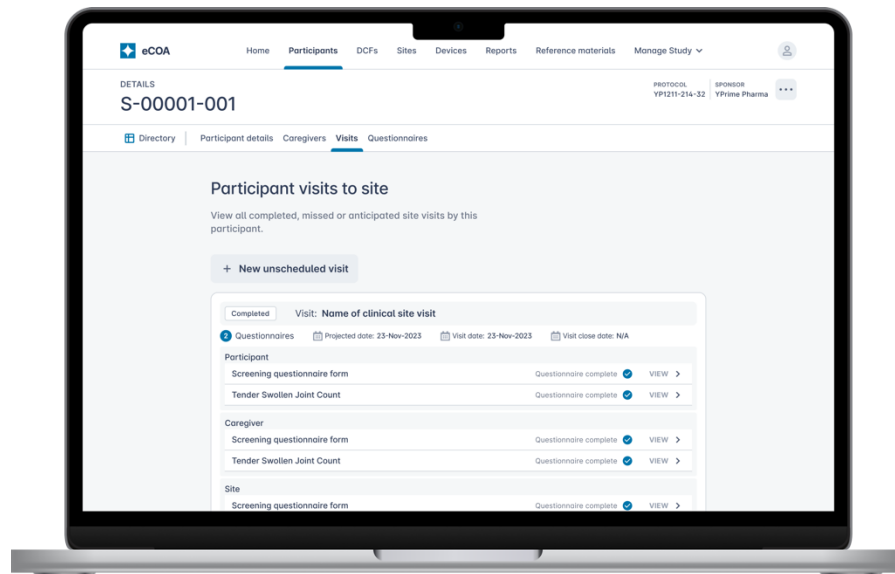 eCOA
Home Participants DCFs Sites Devices Reports Reference materials Manage Study
DETAILS
S-00001-001
PROTOCOL
YP1211-214-32
SPONSOR
YPrime Pharma
Directory Participant details Caregivers Visits Questionnaires
Participant visits to site
View all completed, missed or anticipated site visits by this
participant.
+ New unscheduled visit
Completed Visit: Name of clinical site visit
2 Questionnaires Projected date: 23-Nov-2023 Visit date: 23-Nov-2023 Visit close date: N/A
Participant
Screening questionnaire form Questionnaire complete VIEW >
Tender Swollen Joint Count Questionnaire complete VIEW >
Caregiver
Screening questionnaire form Questionnaire complete VIEW >
Tender Swollen Joint Count Questionnaire complete VIEW >
Site
Screening questionnaire form Questionnaire complete VIEW >